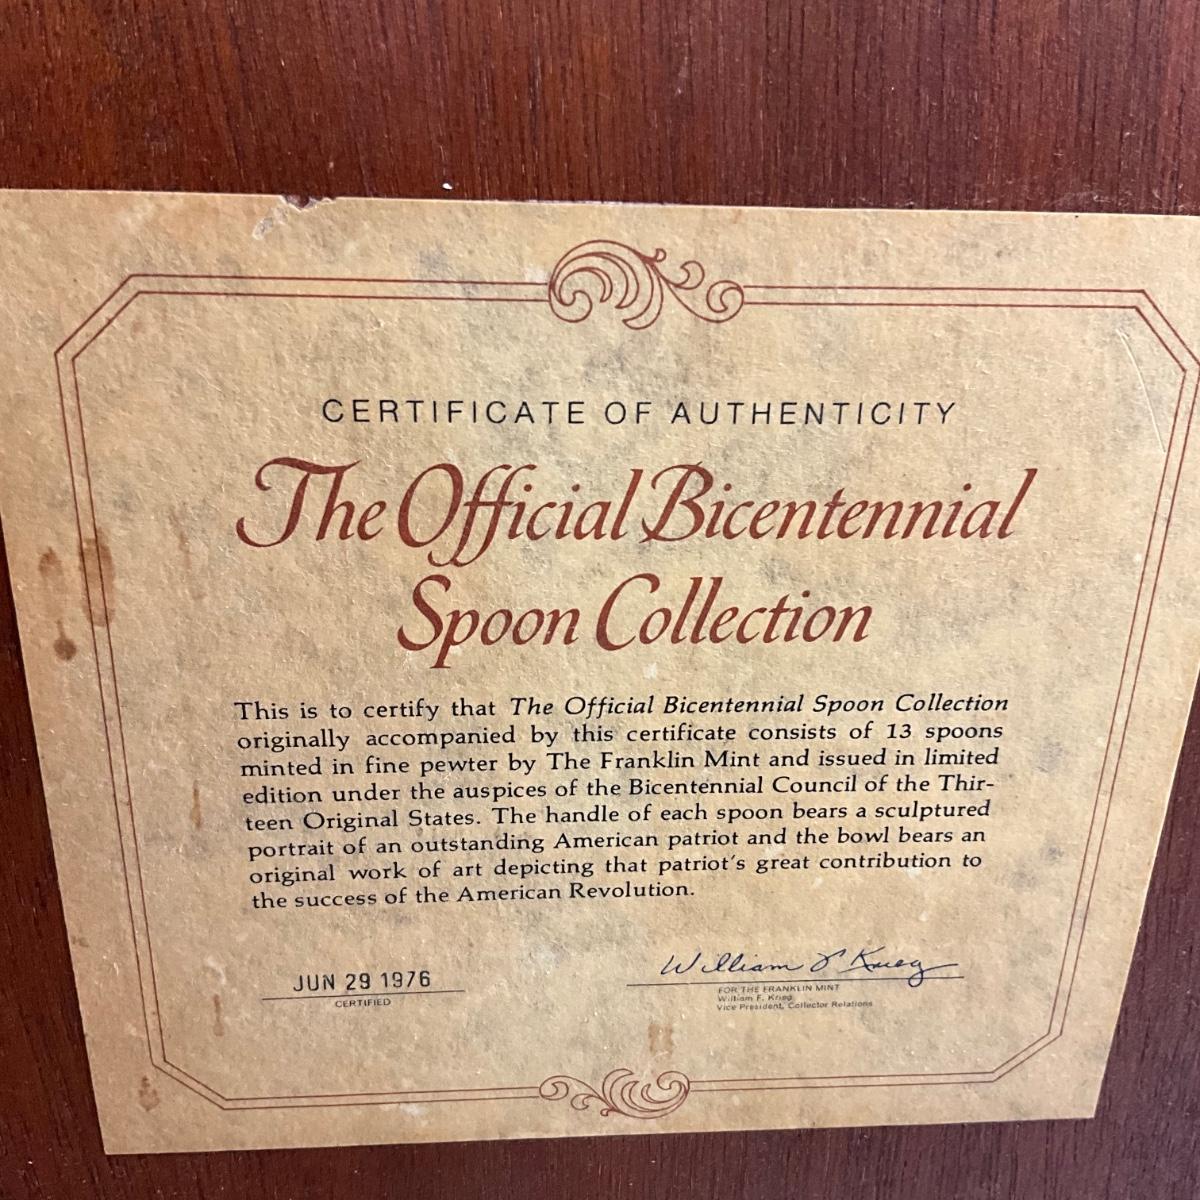 CERTIFICATE OF AUTHENTICITY
The Official Bicentennial
Spoon Collection
This is to certify that The Official Bicentennial Spoon Collection
originally accompanied by this certificate consists of 13 spoons
minted in fine pewter by The Franklin Mint and issued in limited
edition under the auspices of the Bicentennial Council of the Thir-
teen Original States. The handle of each spoon bears a sculptured
portrait of an outstanding American patriot and the bowl bears an
original work of art depicting that patriot's great contribution to
the success of the American Revolution.
JUN 29 1976
CERTIFIED
William F Krieg
FOR THE FRANKLIN MINT
William F. Krieg
Vice President, Collector Relations